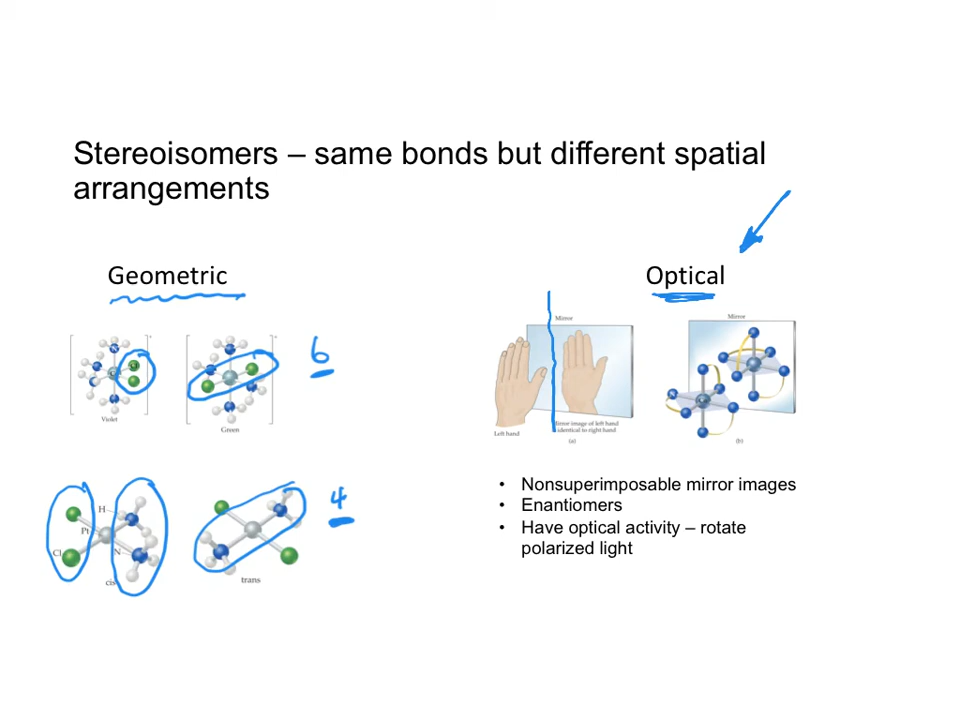 Stereoisomers – same bonds but different spatial
arrangements
Geometric
Optical
Violet
Green
6
H
Pt
Cl
N
cis
trans
4
Mirror
Left hand
Mirror image of left hand
identical to right hand
(a)
Mirror
(b)
• Nonsuperimposable mirror images
• Enantiomers
• Have optical activity – rotate
polarized light